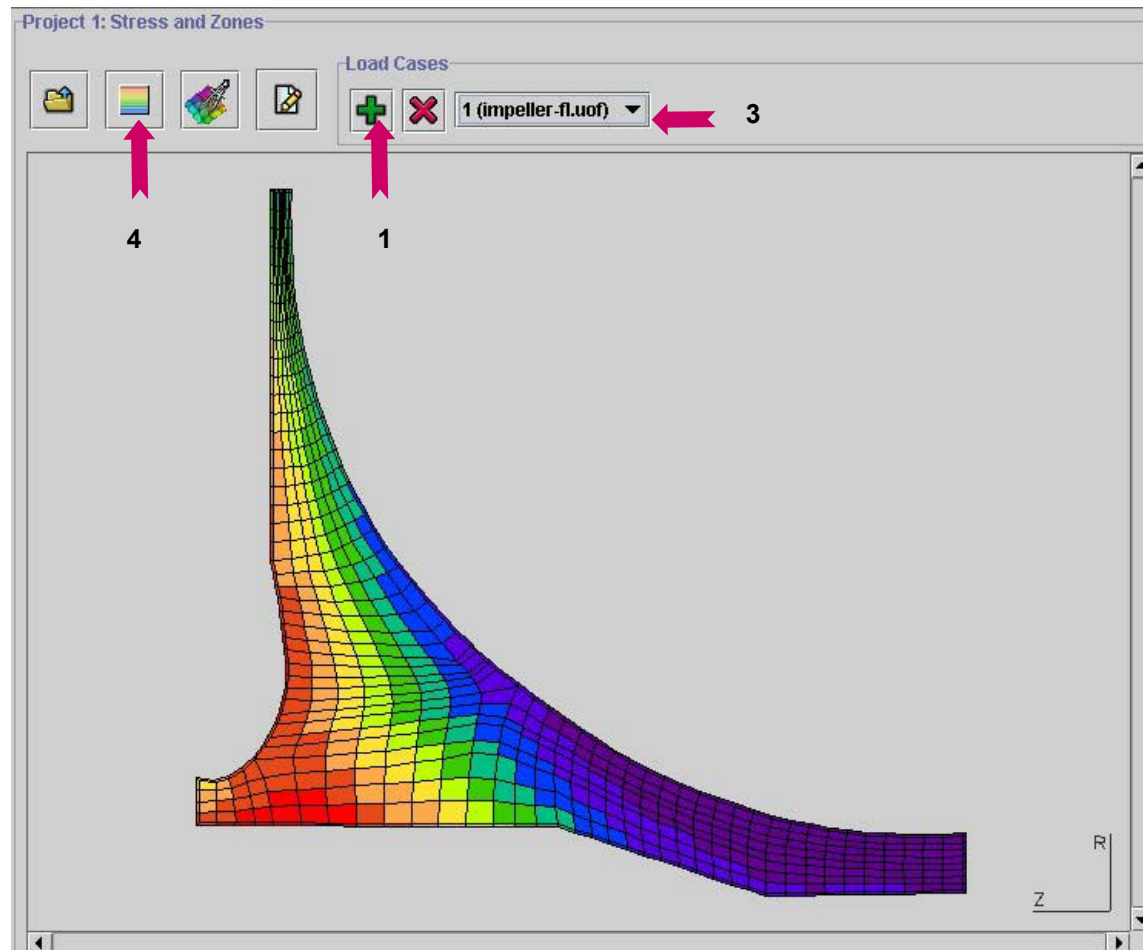 Project 1: Stress and Zones
Load Cases
1 (impeller-fl.uof)
3
4
1
R
Z